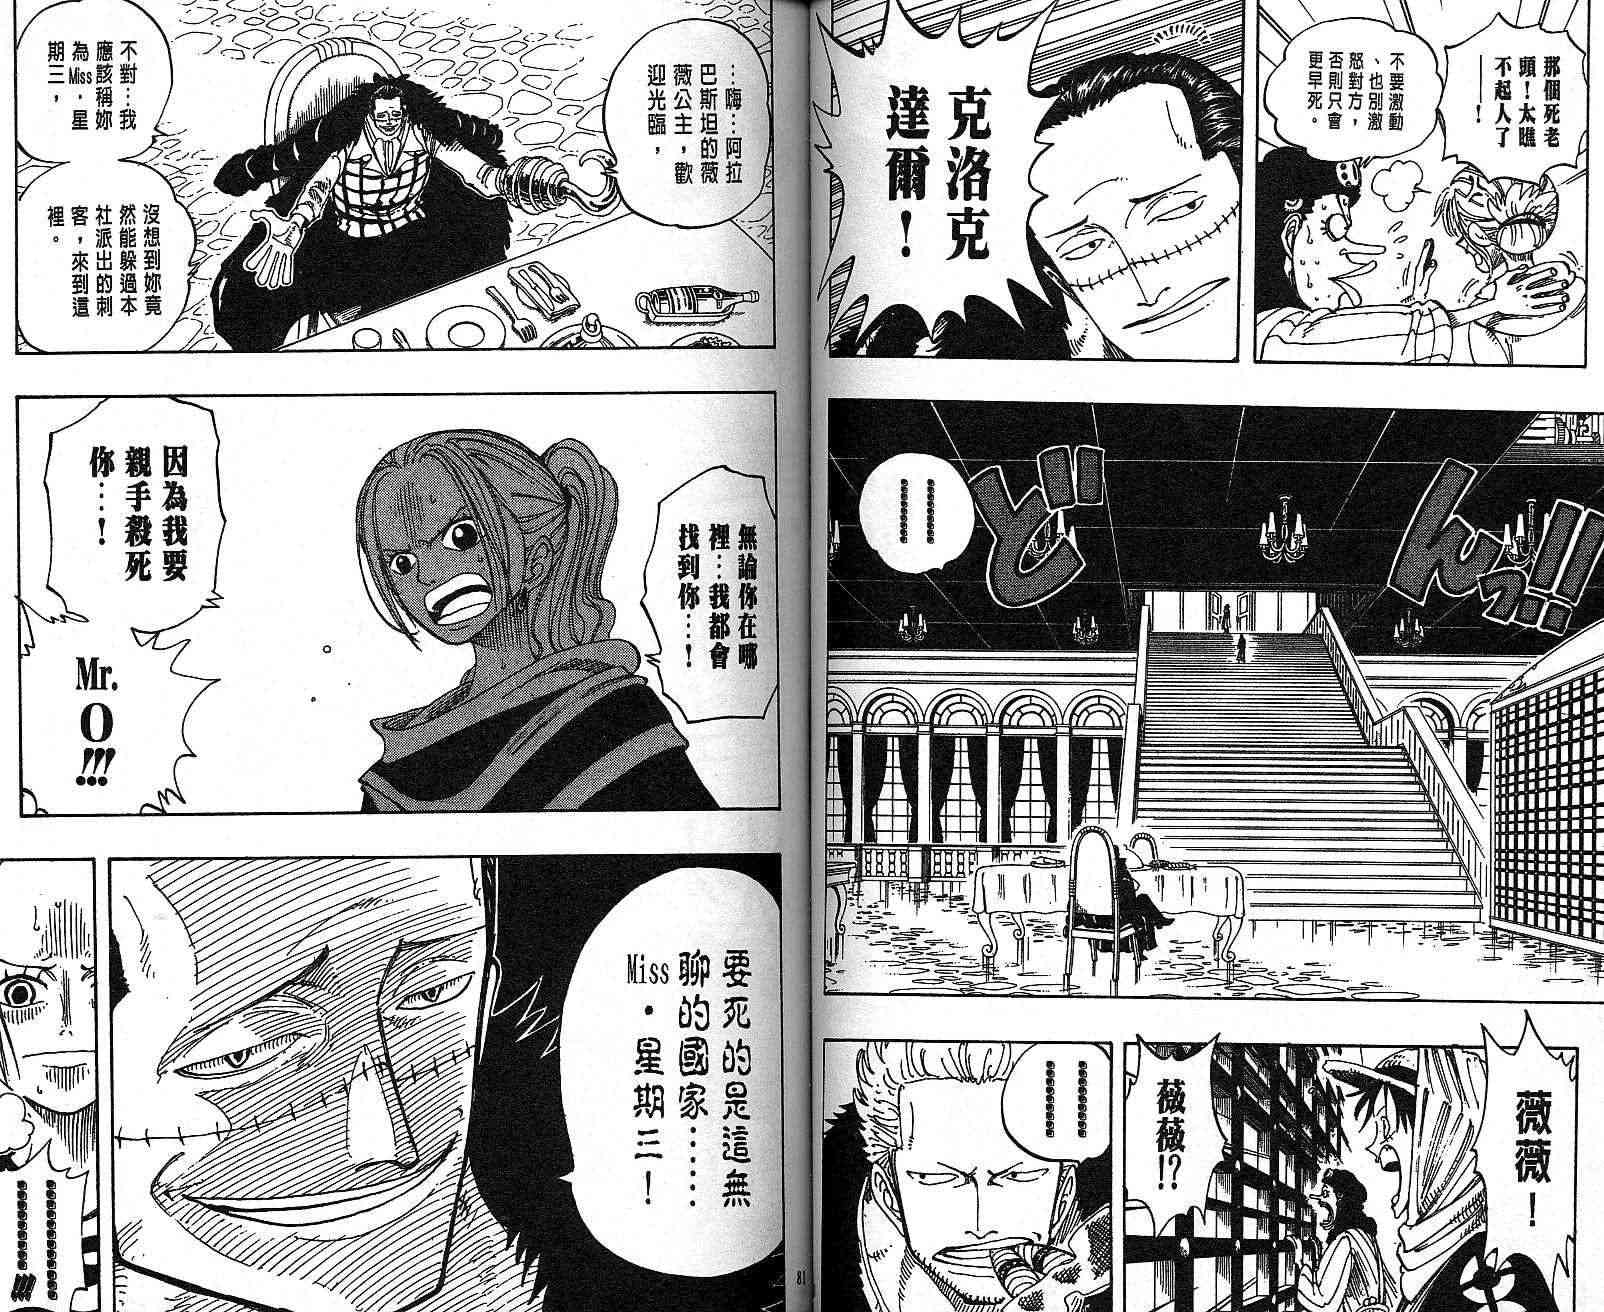 那個死老
頭！太瞧
不起人了
——！
不要激動
、也別激
怒對方，
否則只會
更早死。
克洛克
達爾！
どんっ!!
………………
………………
薇薇！
薇薇!?
………………
………………
…嗨…阿拉
巴斯坦的薇
薇公主，歡
迎光臨，
不對…我
應該稱妳
為Miss·星
期三，
沒想到妳竟
然能躲過本
社派出的刺
客，來到這
裡。
無論你在哪
裡…我都會
找到你…！
因為我要
親手殺死
你…！
Mr.
0!!!
要死的是這無
聊的國家……
Miss·星期三！
………………
………………!!!
81